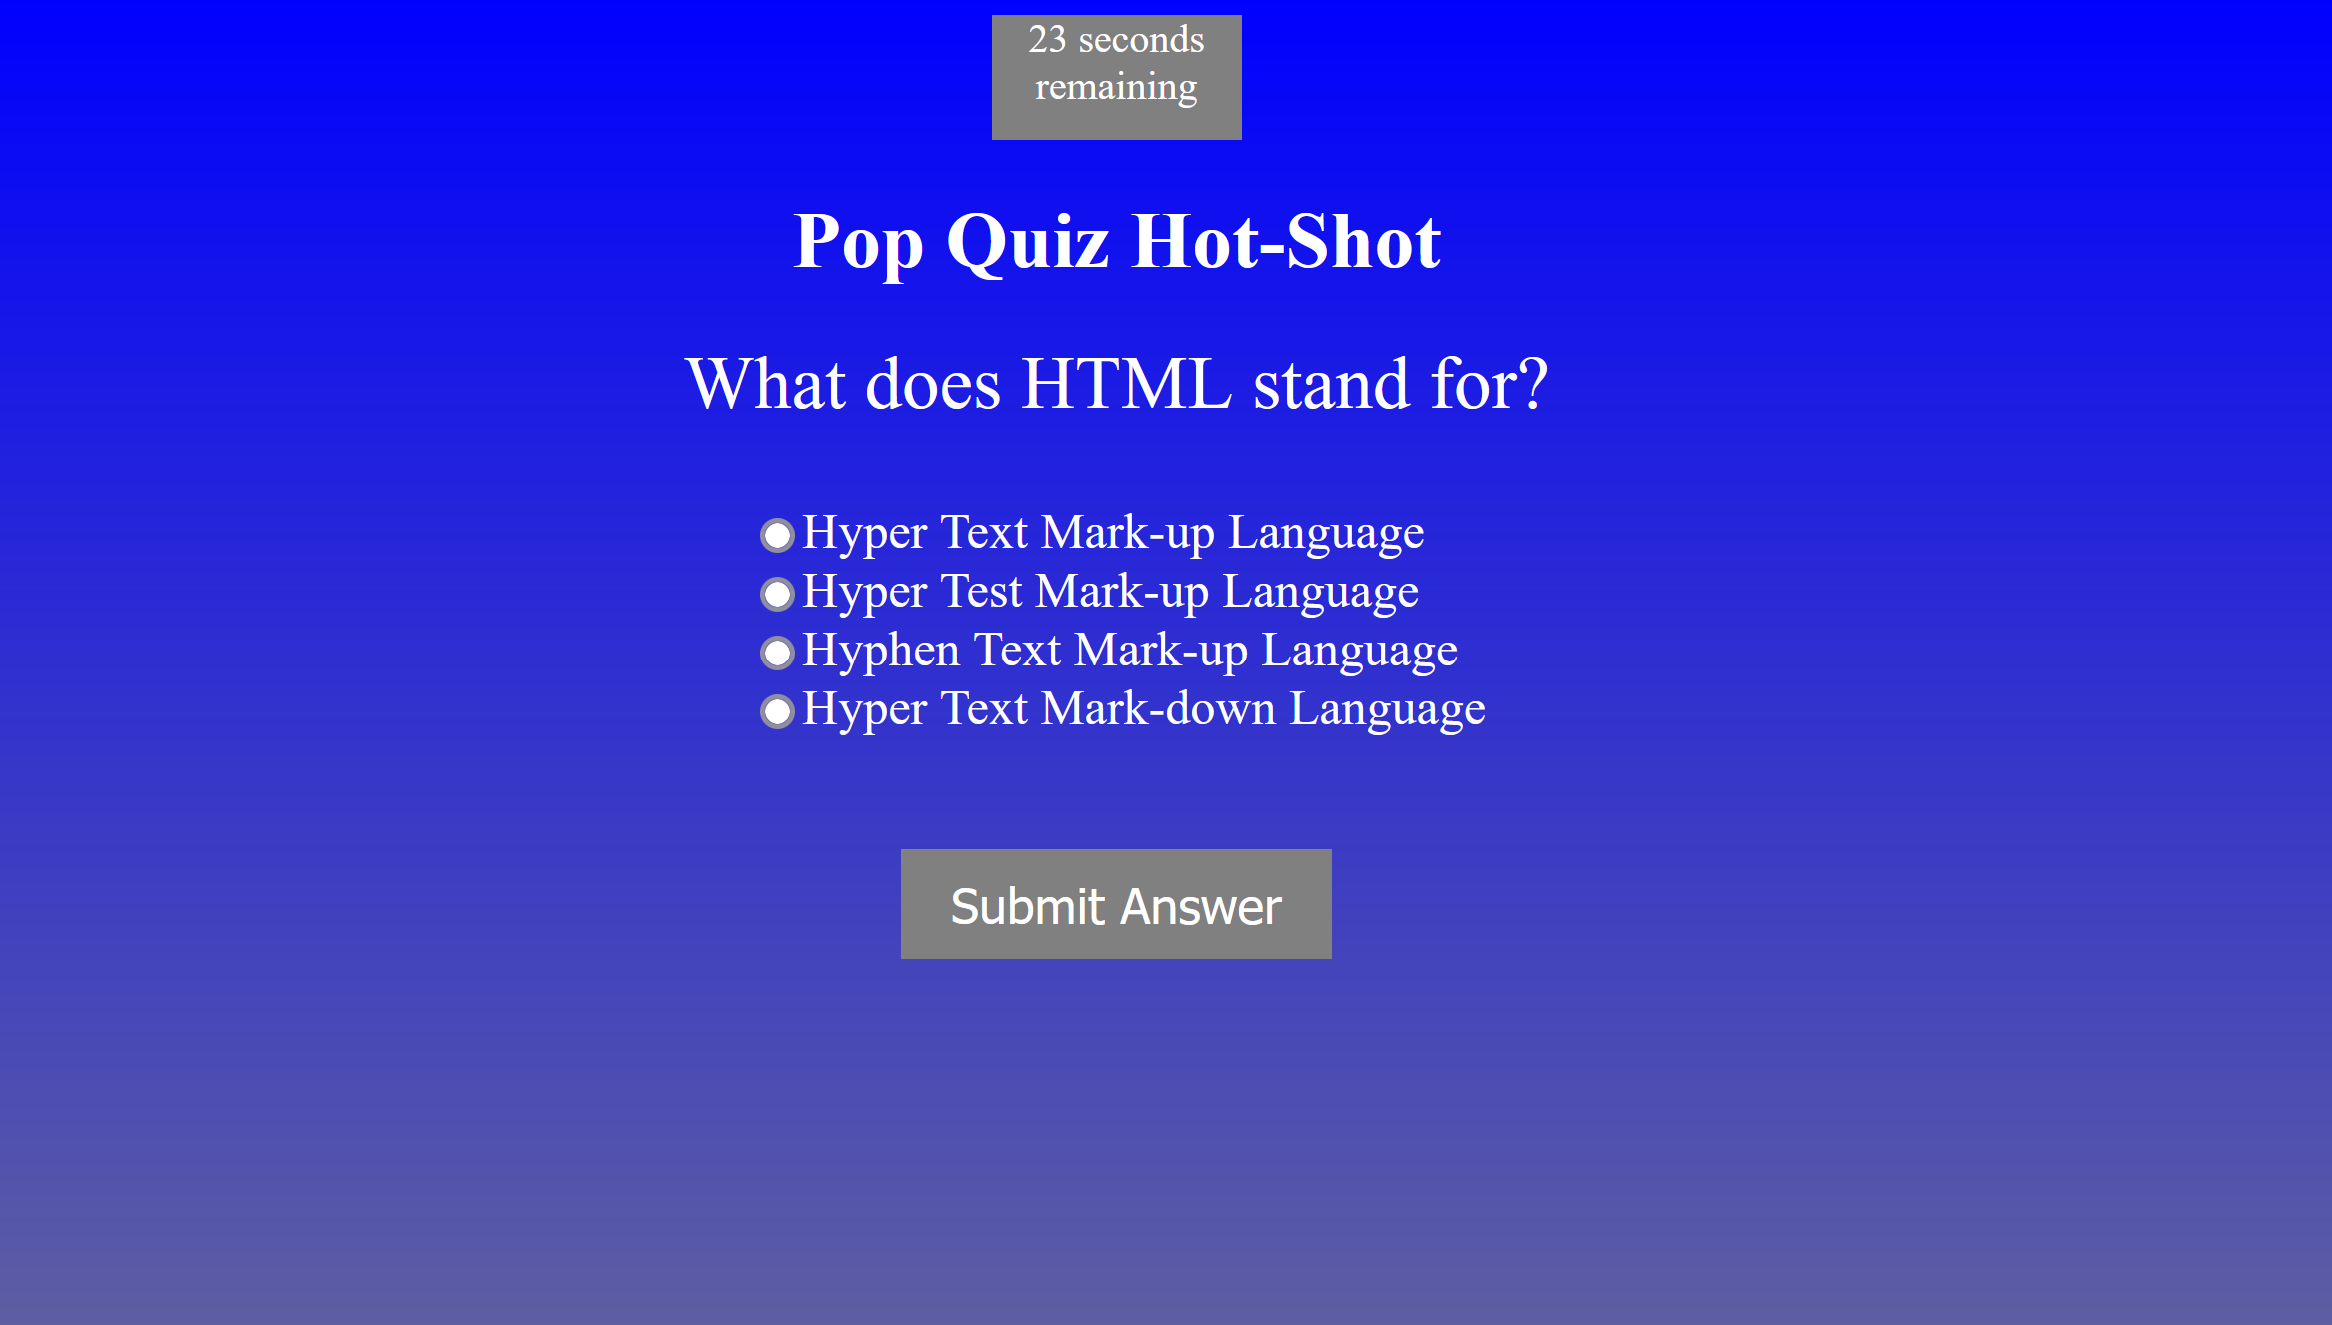 23 seconds
remaining
Pop Quiz Hot-Shot
What does HTML stand for?
Hyper Text Mark-up Language
Hyper Test Mark-up Language
Hyphen Text Mark-up Language
Hyper Text Mark-down Language
Submit Answer